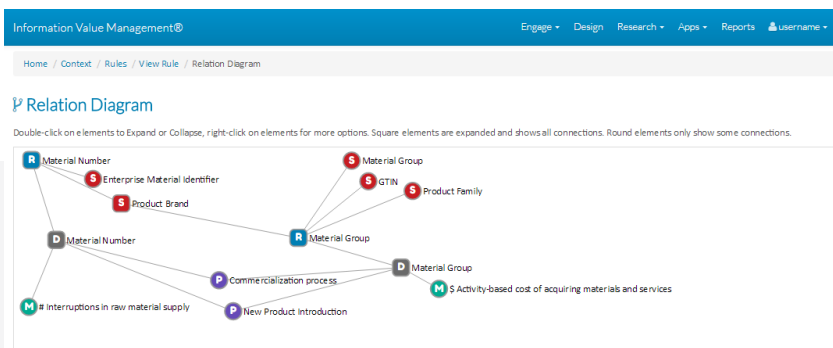 Information Value Management®
Engage Design Research Apps Reports username
Home / Context / Rules / View Rule / Relation Diagram
Relation Diagram
Double-click on elements to Expand or Collapse, right-click on elements for more options. Square elements are expanded and shows all connections. Round elements only show some connections.
R Material Number
S Material Group
S Enterprise Material Identifier
S GTIN
S Product Family
S Product Brand
D Material Number
R Material Group
D Material Group
P Commercialization process
M $ Activity-based cost of acquiring materials and services
M # Interruptions in raw material supply
P New Product Introduction